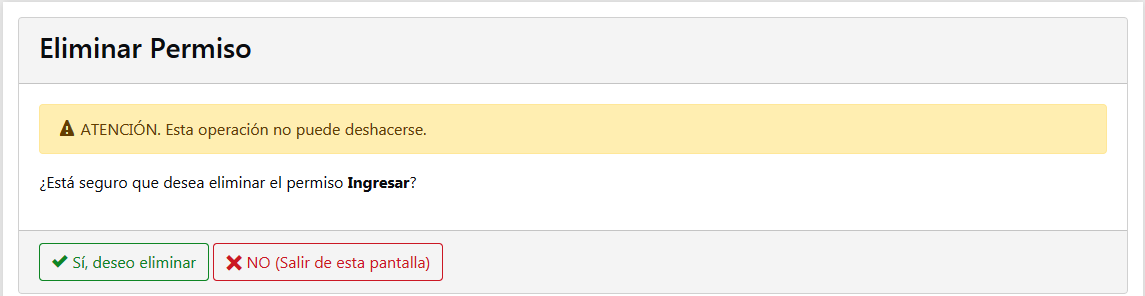 Eliminar Permiso
ATENCIÓN. Esta operación no puede deshacerse.
¿Está seguro que desea eliminar el permiso Ingresar?
Sí, deseo eliminar NO (Salir de esta pantalla)